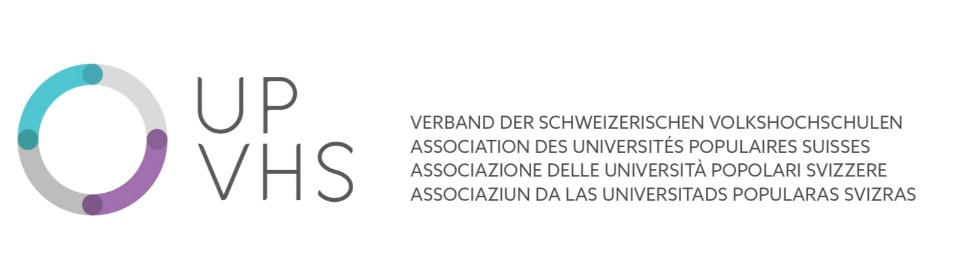 UP
VHS
VERBAND DER SCHWEIZERISCHEN VOLKSHOCHSCHULEN
ASSOCIATION DES UNIVERSITÉS POPULAIRES SUISSES
ASSOCIAZIONE DELLE UNIVERSITÀ POPOLARI SVIZZERE
ASSOCIAZIUN DA LAS UNIVERSITADS POPULARAS SVIZRAS